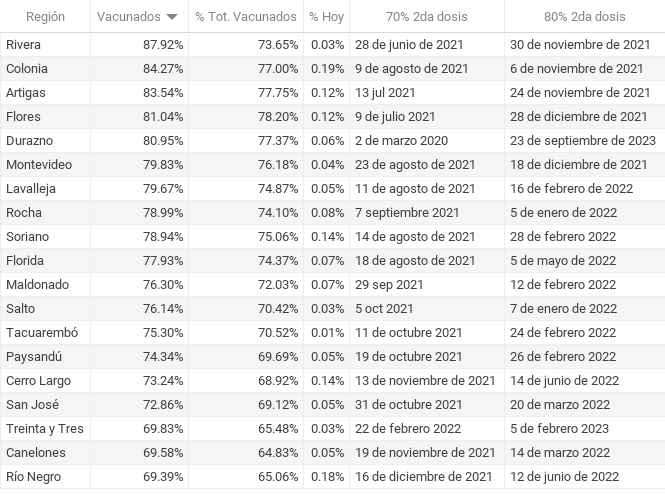 Región Vacunados % Tot. Vacunados % Hoy 70% 2da dosis 80% 2da dosis
Rivera 87.92% 73.65% 0.03% 28 de junio de 2021 30 de noviembre de 2021
Colonia 84.27% 77.00% 0.19% 9 de agosto de 2021 6 de noviembre de 2021
Artigas 83.54% 77.75% 0.12% 13 jul 2021 24 de noviembre de 2021
Flores 81.04% 78.20% 0.12% 9 de julio 2021 28 de diciembre de 2021
Durazno 80.95% 77.37% 0.06% 2 de marzo 2020 23 de septiembre de 2023
Montevideo 79.83% 76.18% 0.04% 23 de agosto de 2021 18 de diciembre de 2021
Lavalleja 79.67% 74.87% 0.05% 11 de agosto de 2021 16 de febrero de 2022
Rocha 78.99% 74.10% 0.08% 7 septiembre 2021 5 de enero de 2022
Soriano 78.94% 75.06% 0.14% 14 de agosto de 2021 28 de febrero 2022
Florida 77.93% 74.37% 0.07% 18 de agosto de 2021 5 de mayo de 2022
Maldonado 76.30% 72.03% 0.07% 29 sep 2021 12 de febrero de 2022
Salto 76.14% 70.42% 0.03% 5 oct 2021 7 de enero de 2022
Tacuarembó 75.30% 70.52% 0.01% 11 de octubre 2021 24 de febrero 2022
Paysandú 74.34% 69.69% 0.05% 19 de octubre 2021 26 de febrero 2022
Cerro Largo 73.24% 68.92% 0.14% 13 de noviembre de 2021 14 de junio de 2022
San José 72.86% 69.12% 0.05% 31 de octubre 2021 20 de marzo 2022
Treinta y Tres 69.83% 65.48% 0.03% 22 de febrero 2022 5 de febrero 2023
Canelones 69.58% 64.83% 0.05% 19 de noviembre de 2021 14 de marzo 2022
Río Negro 69.39% 65.06% 0.18% 16 de diciembre de 2021 12 de junio de 2022